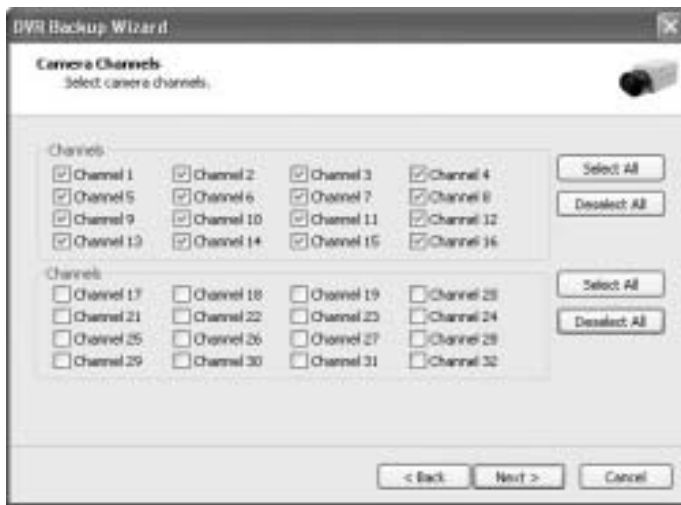 DVR Backup Wizard
Camera Channels
Select camera channels.
Channels
Channel 1 Channel 2 Channel 3 Channel 4
Channel 5 Channel 6 Channel 7 Channel 8
Channel 9 Channel 10 Channel 11 Channel 12
Channel 13 Channel 14 Channel 15 Channel 16
Select All
Deselect All
Channels
Channel 17 Channel 18 Channel 19 Channel 20
Channel 21 Channel 22 Channel 23 Channel 24
Channel 25 Channel 26 Channel 27 Channel 28
Channel 29 Channel 30 Channel 31 Channel 32
Select All
Deselect All
< Back Next > Cancel